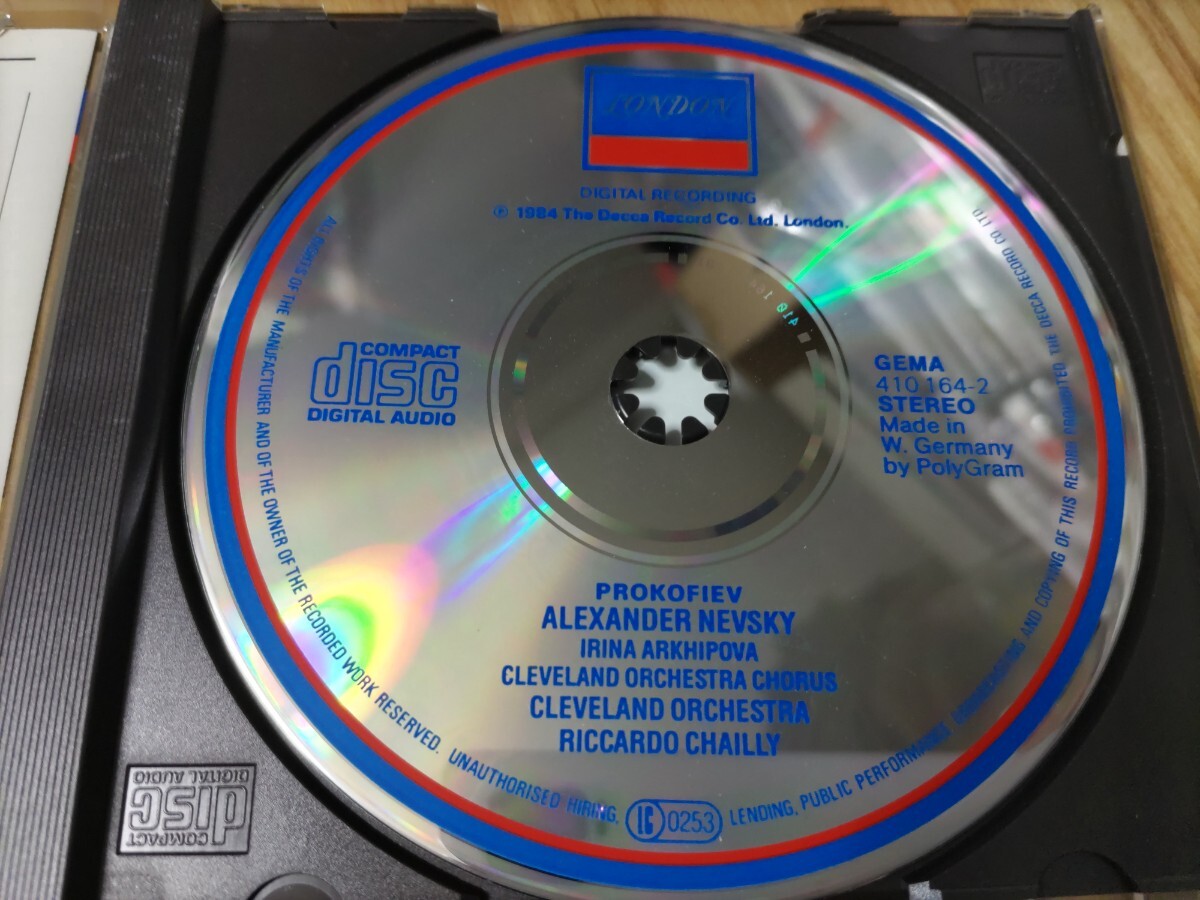 LONDON
DIGITAL RECORDING
℗ 1984 The Decca Record Co. Ltd. London.
COMPACT
disc
DIGITAL AUDIO
GEMA
410 164-2
STEREO
Made in
W. Germany
by PolyGram
PROKOFIEV
ALEXANDER NEVSKY
IRINA ARKHIPOVA
CLEVELAND ORCHESTRA CHORUS
CLEVELAND ORCHESTRA
RICCARDO CHAILLY
ALL RIGHTS OF THE MANUFACTURER AND OF THE OWNER OF THE RECORDED WORK RESERVED. UNAUTHORISED HIRING, LENDING, PUBLIC PERFORMANCE, BROADCASTING AND COPYING OF THIS RECORD PROHIBITED. THE DECCA RECORD CO LTD.
LC 0253
COMPACT
disc
DIGITAL AUDIO